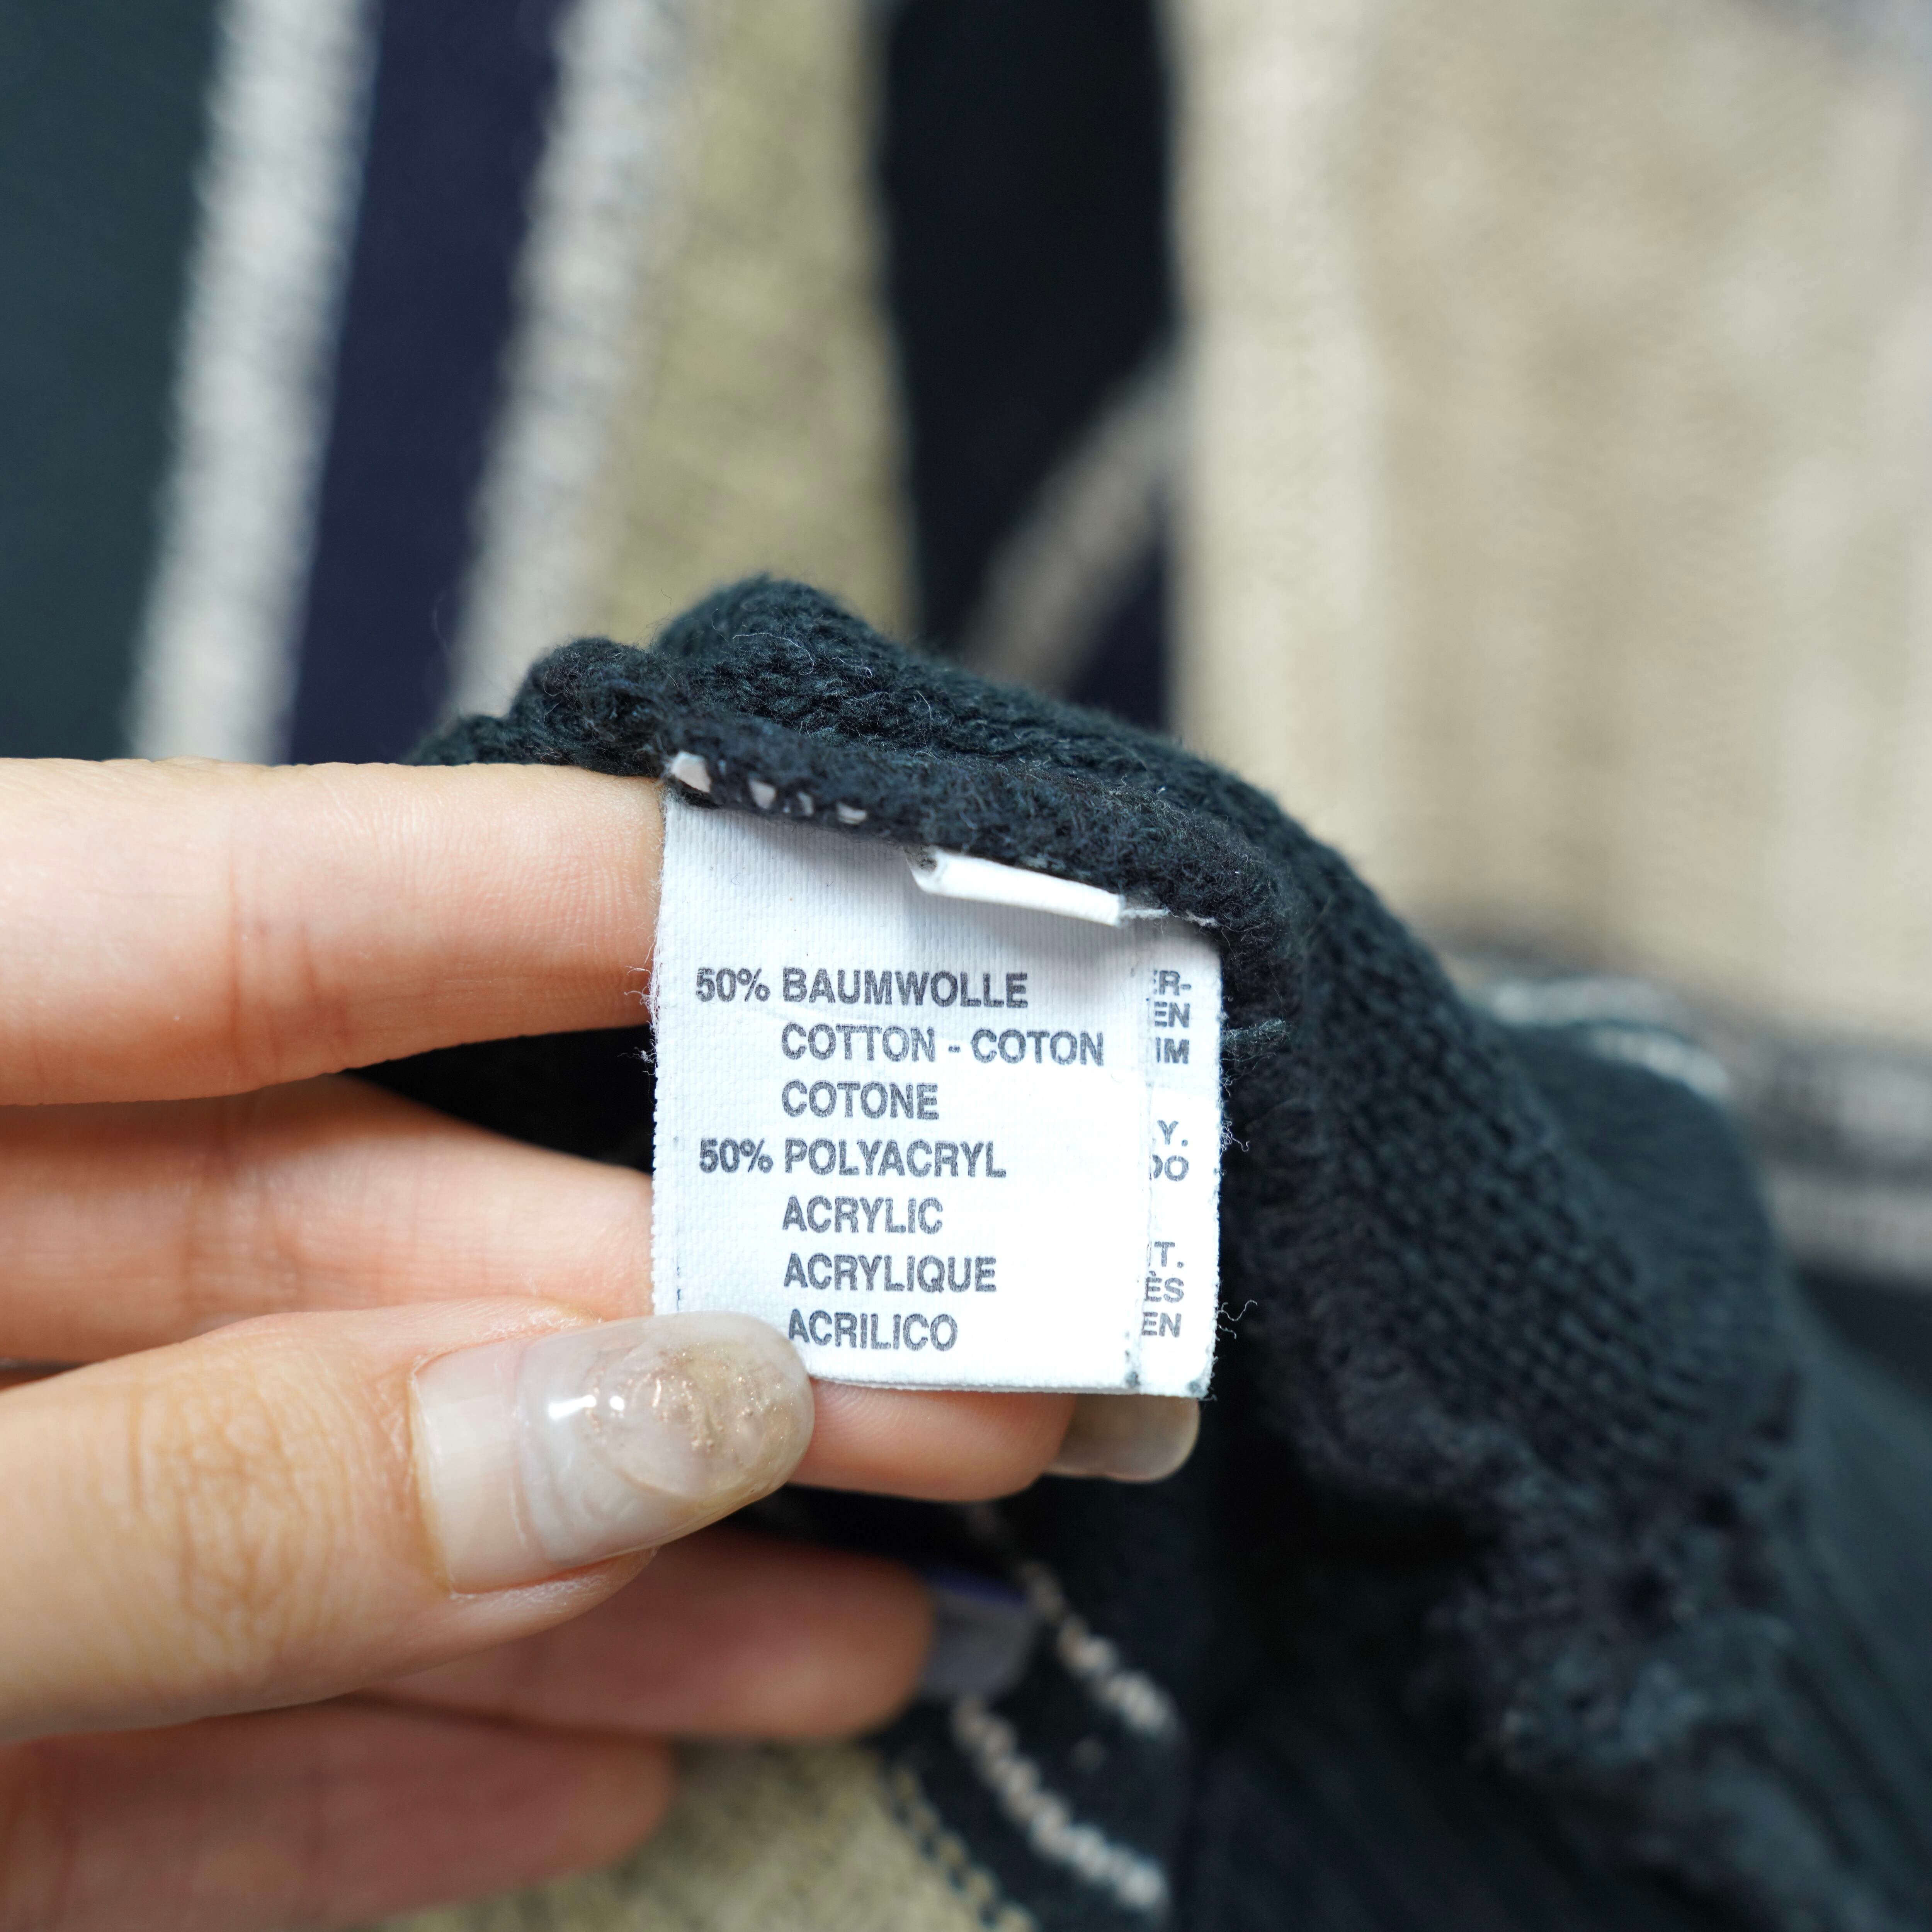 50% BAUMWOLLE
COTTON - COTON
COTONE
50% POLYACRYL
ACRYLIC
ACRYLIQUE
ACRILICO